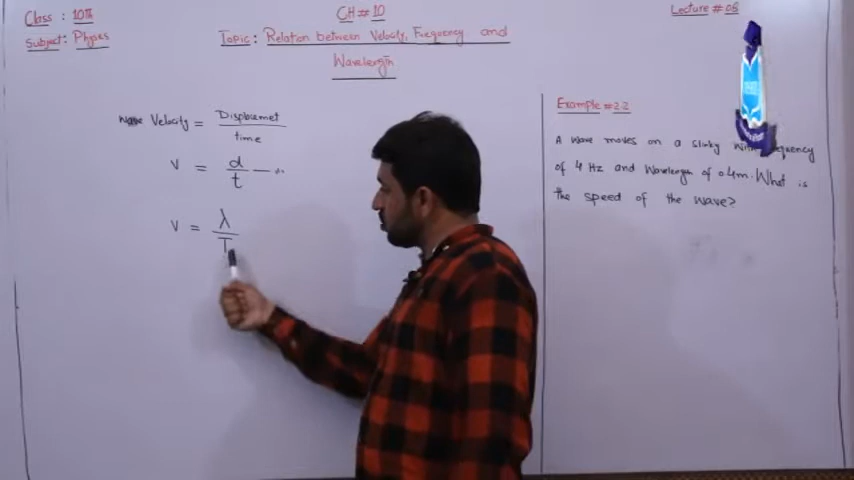 Class : 10th
Subject : Physics
CH # 10
Topic : Relation between Velocity, Frequency and
Wavelength
Lecture # 06
Wave Velocity = Displacmet
time
V = d
t
V = λ
T
Example # 2.2
A wave moves on a slinky with frequency
of 4 Hz and Wavelength of 0.4m. What is
the speed of the wave?